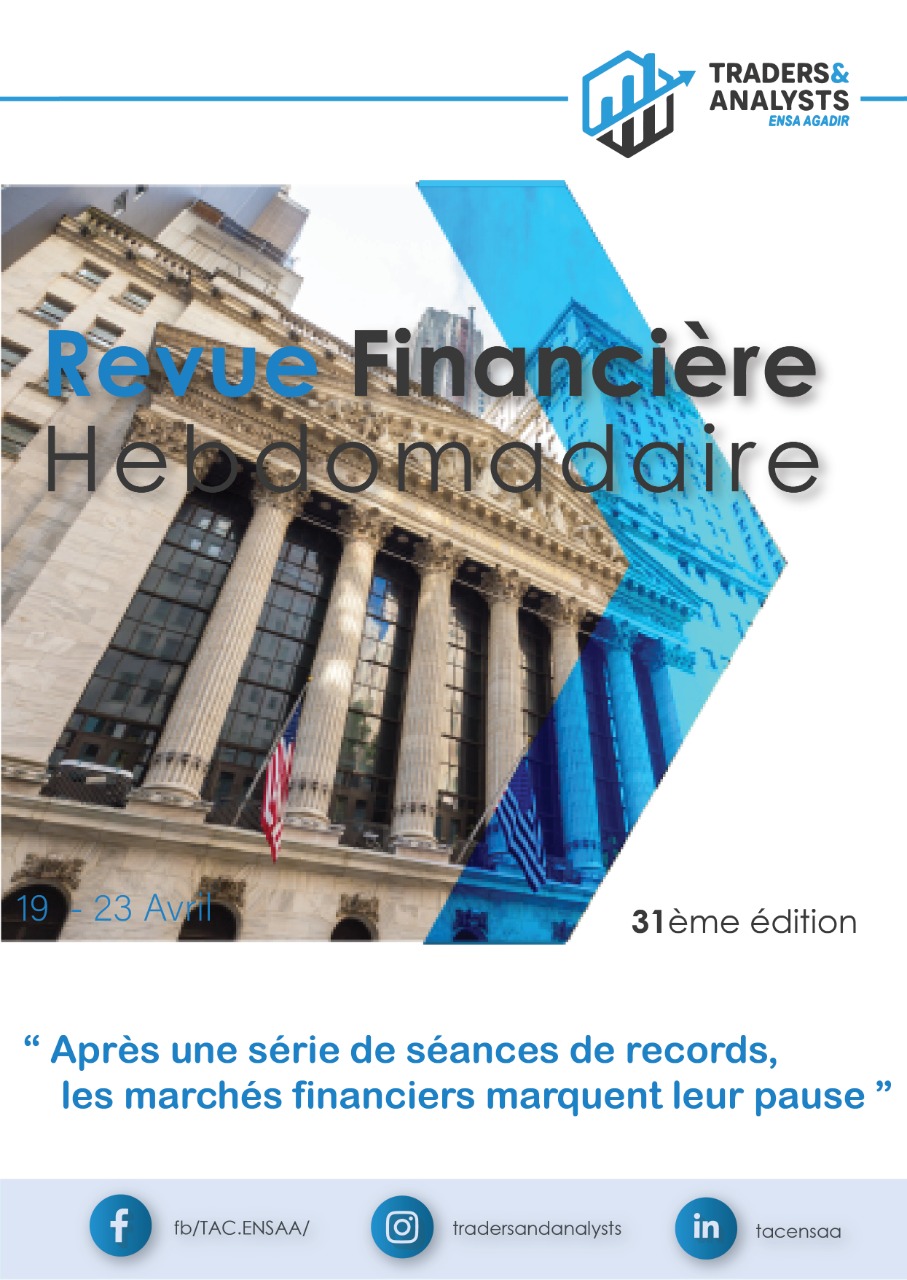 TRADERS&
ANALYSTS
ENSA AGADIR
Revue Financière
Hebdomadaire
19 - 23 Avril
31ème édition
“ Après une série de séances de records,
les marchés financiers marquent leur pause ”
fb/TAC.ENSAA/
tradersandanalysts
tacensaa